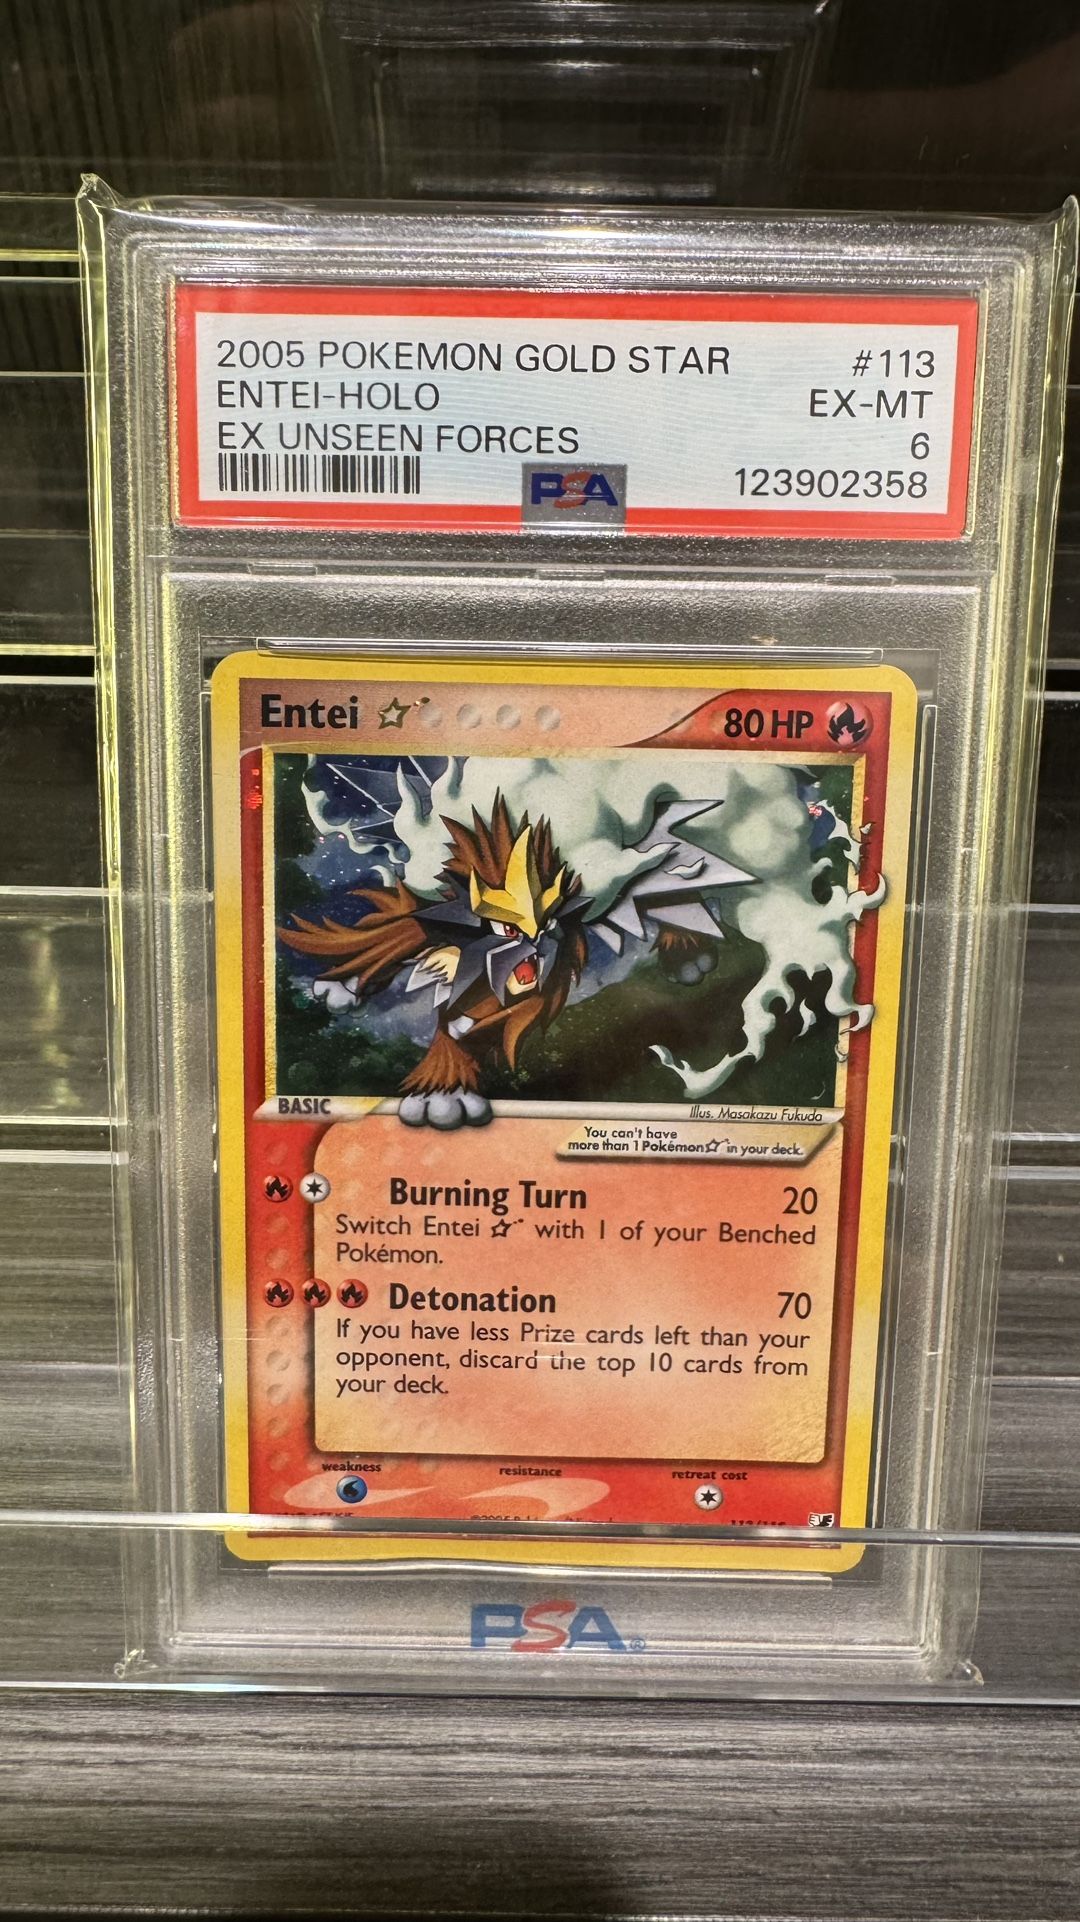 2005 POKEMON GOLD STAR #113
ENTEI-HOLO EX-MT
EX UNSEEN FORCES 6
PSA 123902358
Entei ☆ 80 HP
BASIC
Illus. Masakazu Fukuda
You can't have
more than 1 Pokémon ☆ in your deck.
Burning Turn 20
Switch Entei ☆ with 1 of your Benched
Pokémon.
Detonation 70
If you have less Prize cards left than your
opponent, discard the top 10 cards from
your deck.
weakness resistance retreat cost
PSA®